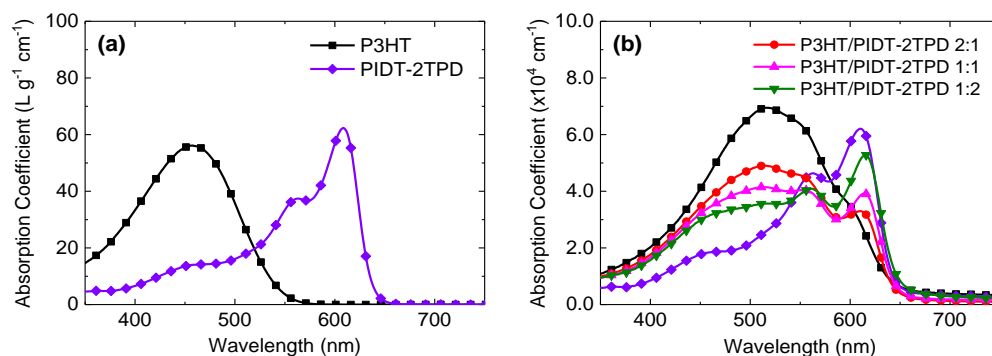 (a)
P3HT
PIDT-2TPD
Absorption Coefficient (L g⁻¹ cm⁻¹)
100
80
60
40
20
0
400 500 600 700
Wavelength (nm)
(b)
P3HT/PIDT-2TPD 2:1
P3HT/PIDT-2TPD 1:1
P3HT/PIDT-2TPD 1:2
Absorption Coefficient (x10⁴ cm⁻¹)
10.0
8.0
6.0
4.0
2.0
0.0
400 500 600 700
Wavelength (nm)